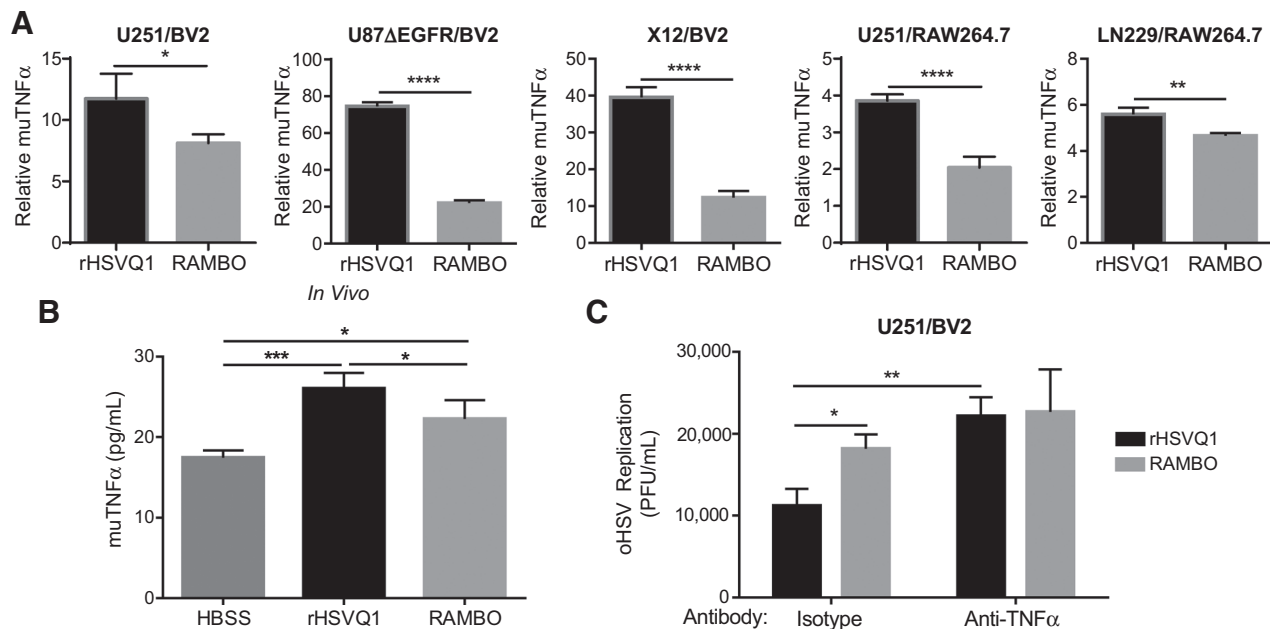 A
U251/BV2
Relative muTNFα
15
10
5
0
*
rHSVQ1
RAMBO
U87ΔEGFR/BV2
Relative muTNFα
100
80
60
40
20
0
****
rHSVQ1
RAMBO
X12/BV2
Relative muTNFα
50
40
30
20
10
0
****
rHSVQ1
RAMBO
U251/RAW264.7
Relative muTNFα
5
4
3
2
1
0
****
rHSVQ1
RAMBO
LN229/RAW264.7
Relative muTNFα
8
6
4
2
0
**
rHSVQ1
RAMBO
B
In Vivo
muTNFα (pg/mL)
30
20
10
0
*
***
*
HBSS
rHSVQ1
RAMBO
C
U251/BV2
oHSV Replication
(PFU/mL)
30,000
20,000
10,000
0
**
*
Antibody:
Isotype
Anti-TNFα
rHSVQ1
RAMBO